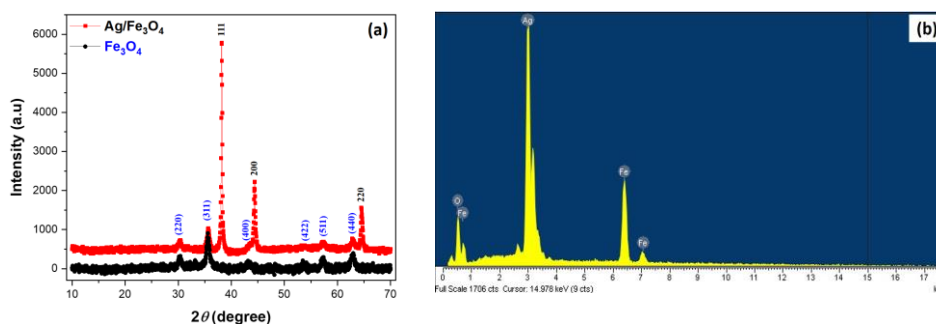 Ag/Fe₃O₄
Fe₃O₄
(a)
Intensity (a.u)
6000
5000
4000
3000
2000
1000
0
(220)
(311)
111
(400)
200
(422)
(511)
(440)
220
10 20 30 40 50 60 70
2θ (degree)
(b)
Ag
O
Fe
Fe
Fe
0 1 2 3 4 5 6 7 8 9 10 11 12 13 14 15 16 17
Full Scale 1706 cts Cursor: 14.978 keV (9 cts)